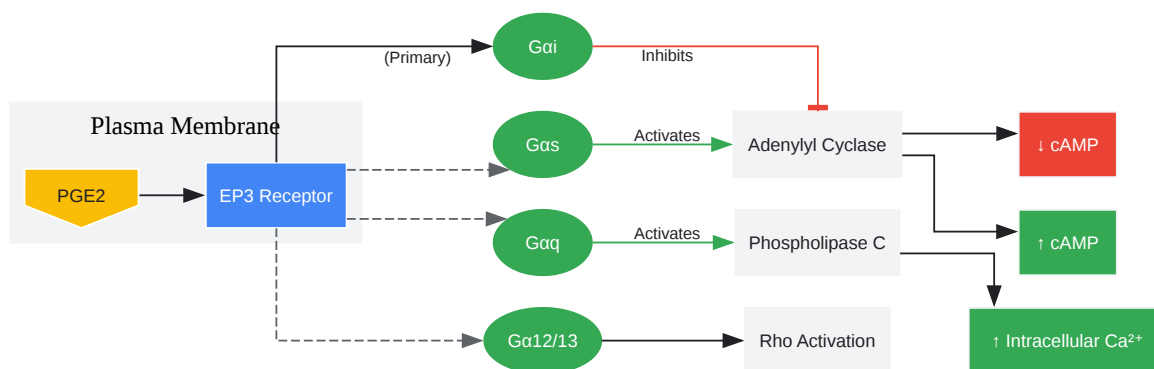 Gαi
(Primary)
Inhibits
Plasma Membrane
Gαs
Activates
Adenylyl Cyclase
↓ cAMP
PGE2
EP3 Receptor
Gαq
Activates
Phospholipase C
↑ cAMP
Gα12/13
Rho Activation
↑ Intracellular Ca²⁺